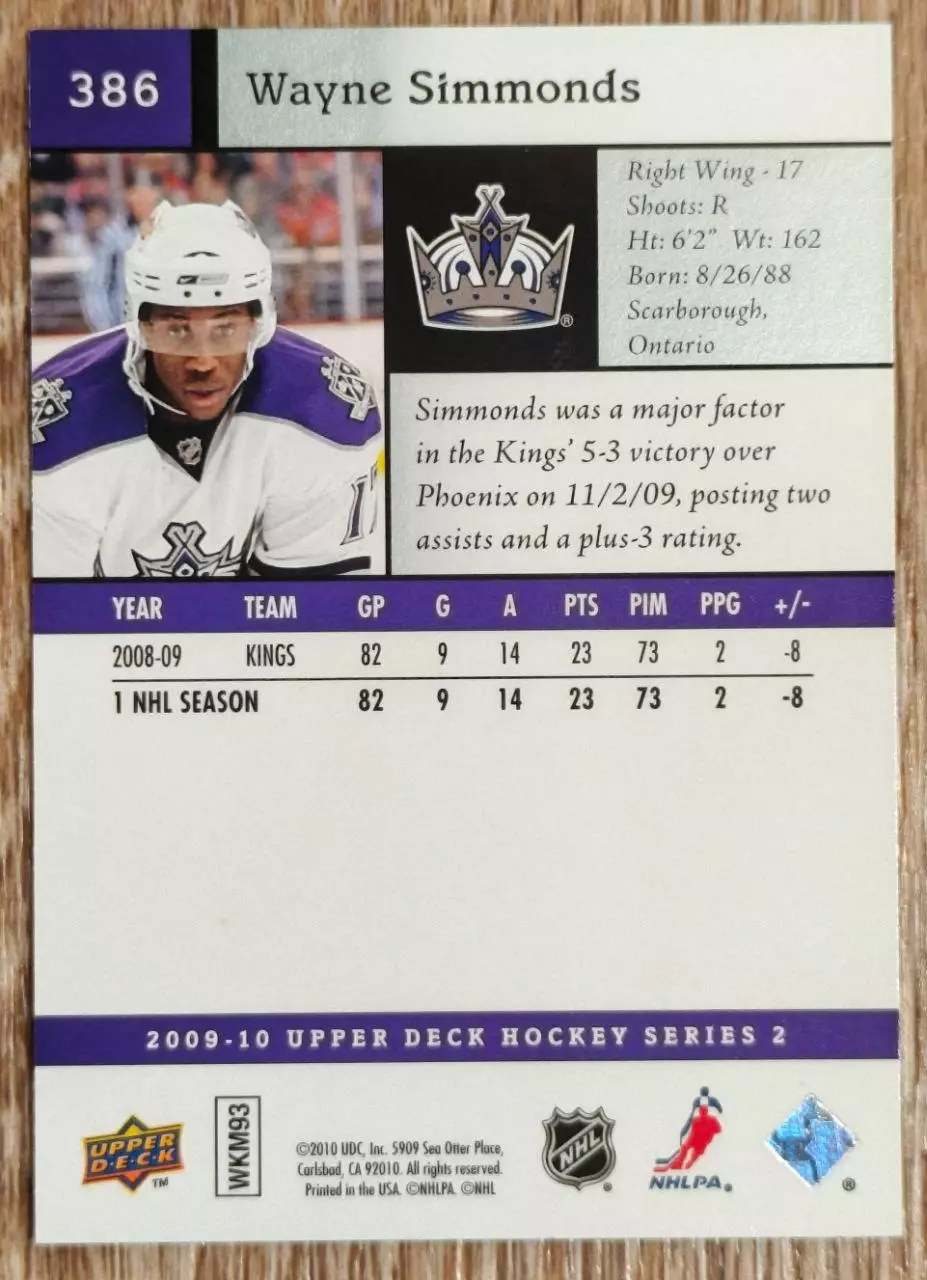 386
Wayne Simmonds
Right Wing - 17
Shoots: R
Ht: 6'2" Wt: 162
Born: 8/26/88
Scarborough,
Ontario
®
Simmonds was a major factor
in the Kings' 5-3 victory over
Phoenix on 11/2/09, posting two
assists and a plus-3 rating.
17
YEAR TEAM GP G A PTS PIM PPG +/-
2008-09 KINGS 82 9 14 23 73 2 -8
1 NHL SEASON 82 9 14 23 73 2 -8
2009-10 UPPER DECK HOCKEY SERIES 2
UPPER
D·E·C·K
TM
WKM93
©2010 UDC, Inc. 5909 Sea Otter Place,
Carlsbad, CA 92010. All rights reserved.
Printed in the USA. ©NHLPA. ©NHL
NHL
®
NHLPA®
®